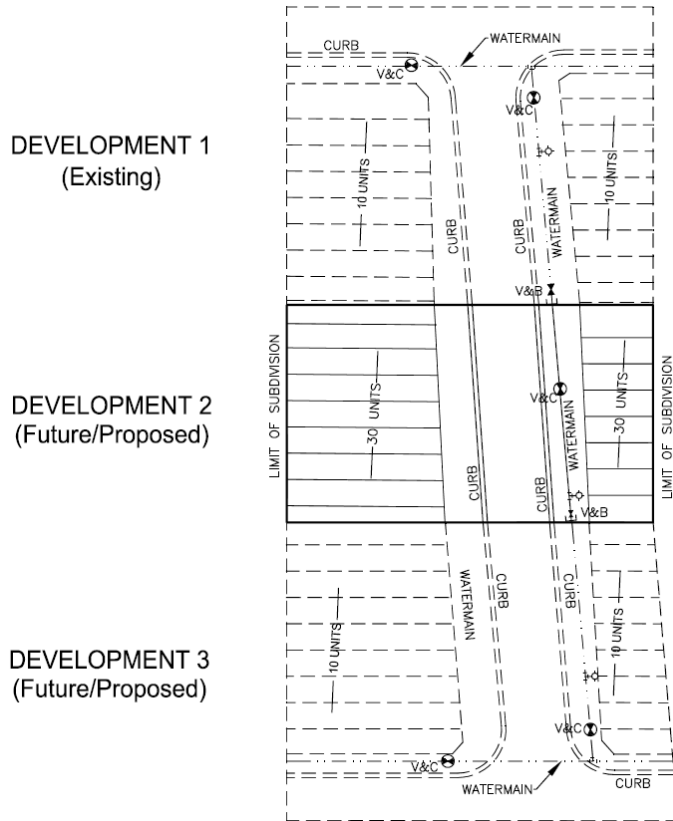 CURB
WATERMAIN
V&C
V&C
DEVELOPMENT 1
(Existing)
10 UNITS
10 UNITS
CURB
CURB
WATERMAIN
V&B
LIMIT OF SUBDIVISION
LIMIT OF SUBDIVISION
DEVELOPMENT 2
(Future/Proposed)
30 UNITS
30 UNITS
V&C
WATERMAIN
CURB
CURB
V&B
DEVELOPMENT 3
(Future/Proposed)
10 UNITS
10 UNITS
WATERMAIN
CURB
CURB
V&C
V&C
WATERMAIN
CURB